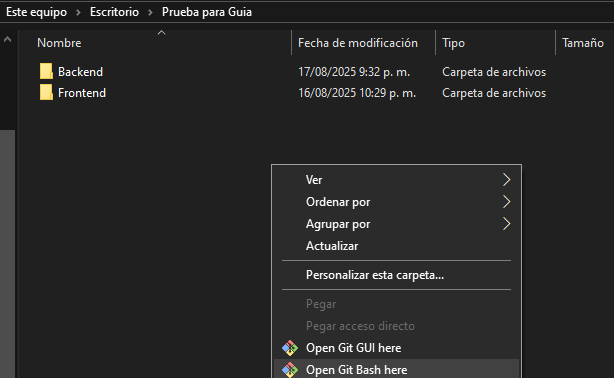 Este equipo > Escritorio > Prueba para Guia
Nombre Fecha de modificación Tipo Tamaño
Backend 17/08/2025 9:32 p. m. Carpeta de archivos
Frontend 16/08/2025 10:29 p. m. Carpeta de archivos
Ver
Ordenar por
Agrupar por
Actualizar
Personalizar esta carpeta...
Pegar
Pegar acceso directo
Open Git GUI here
Open Git Bash here